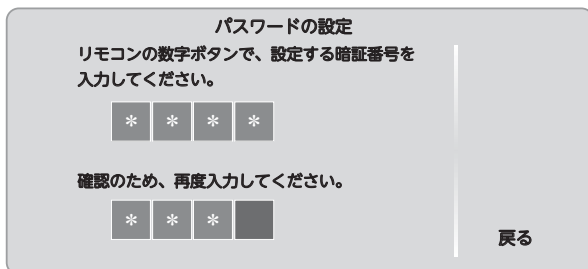 パスワードの設定
リモコンの数字ボタンで、設定する暗証番号を
入力してください。
* * * *
確認のため、再度入力してください。
* * *
戻る